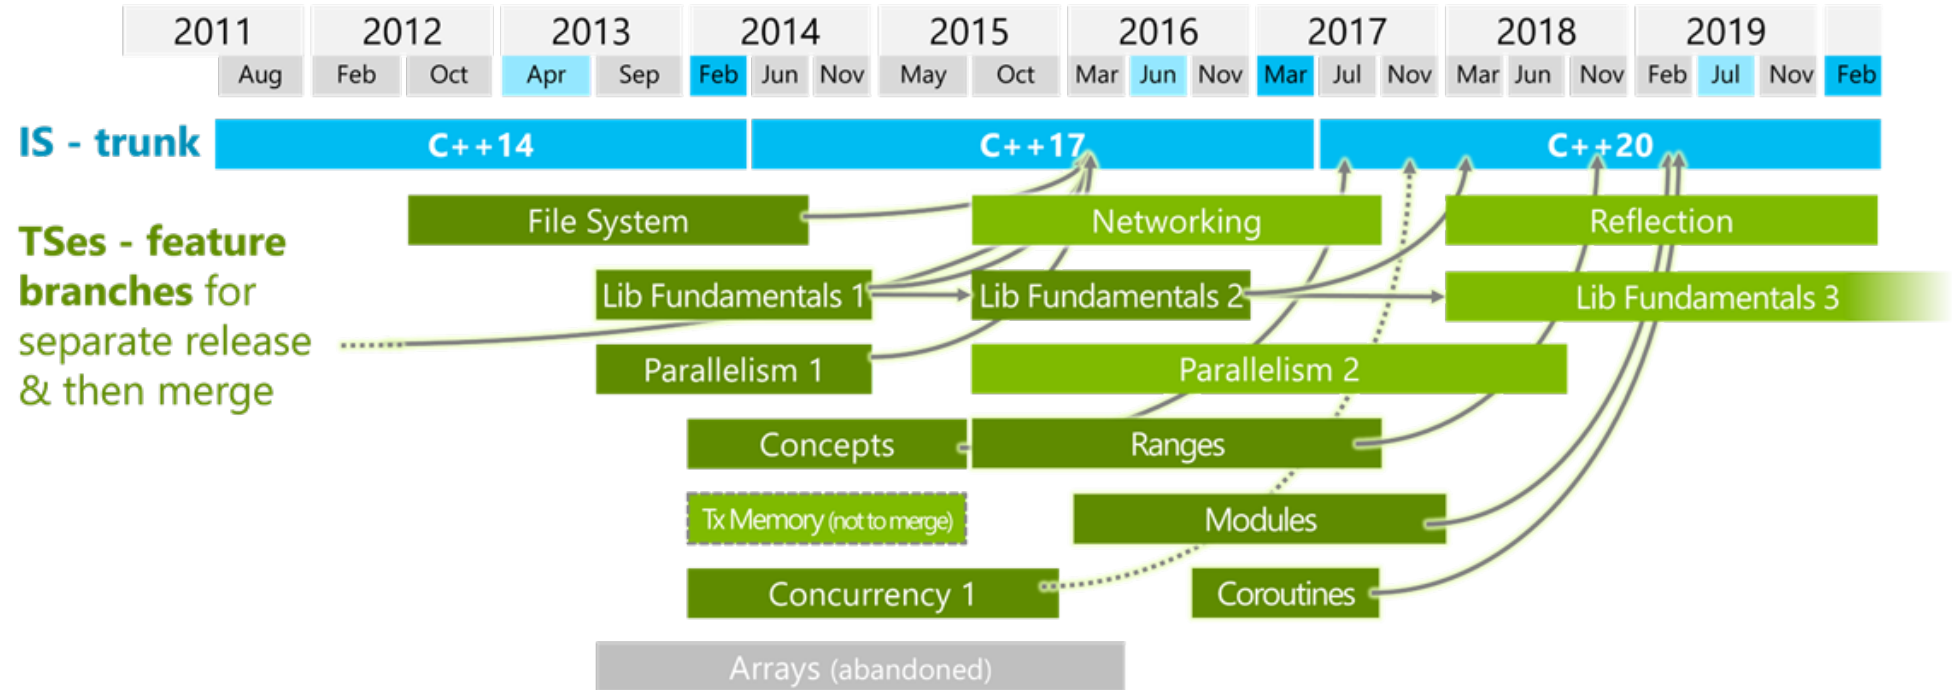 2011 2012 2013 2014 2015 2016 2017 2018 2019
Aug Feb Oct Apr Sep Feb Jun Nov May Oct Mar Jun Nov Mar Jul Nov Mar Jun Nov Feb Jul Nov Feb
IS - trunk C++14 C++17 C++20
File System Networking Reflection
TSes - feature
branches for
separate release
& then merge
Lib Fundamentals 1 Lib Fundamentals 2 Lib Fundamentals 3
Parallelism 1 Parallelism 2
Concepts Ranges
Tx Memory (not to merge) Modules
Concurrency 1 Coroutines
Arrays (abandoned)